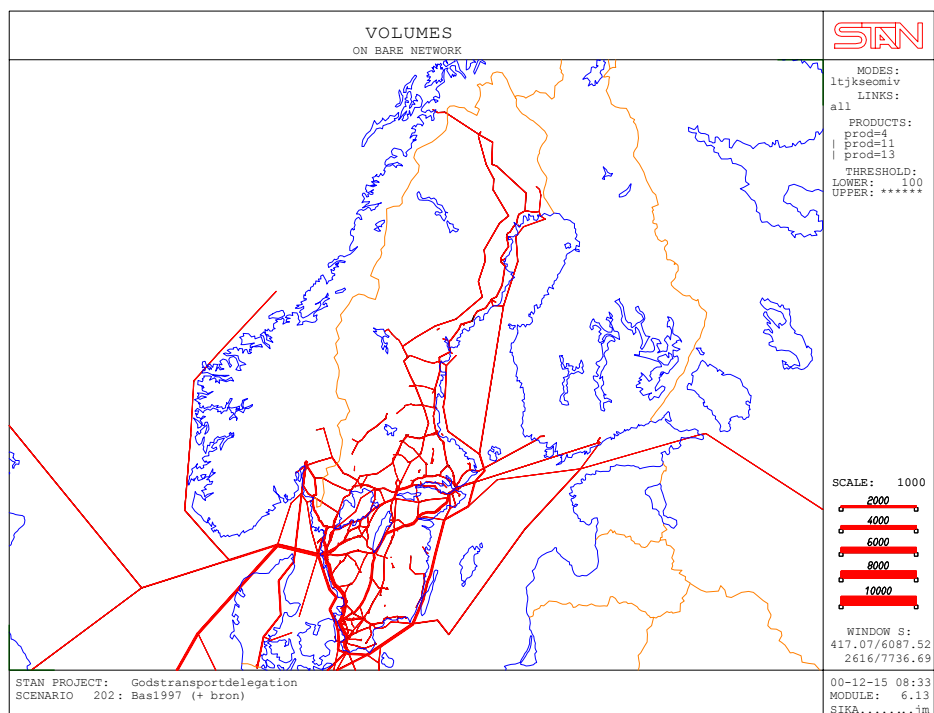 VOLUMES
ON BARE NETWORK
STAN
MODES:
ltjkseomiv
LINKS:
all
PRODUCTS:
prod=4
| prod=11
| prod=13
THRESHOLD:
LOWER: 100
UPPER: ******
SCALE: 1000
2000
4000
6000
8000
10000
WINDOW S:
417.07/6087.52
2616/7736.69
STAN PROJECT: Godstransportdelegation
SCENARIO 202: Bas1997 (+ bron)
00-12-15 08:33
MODULE: 6.13
SIKA.......jm